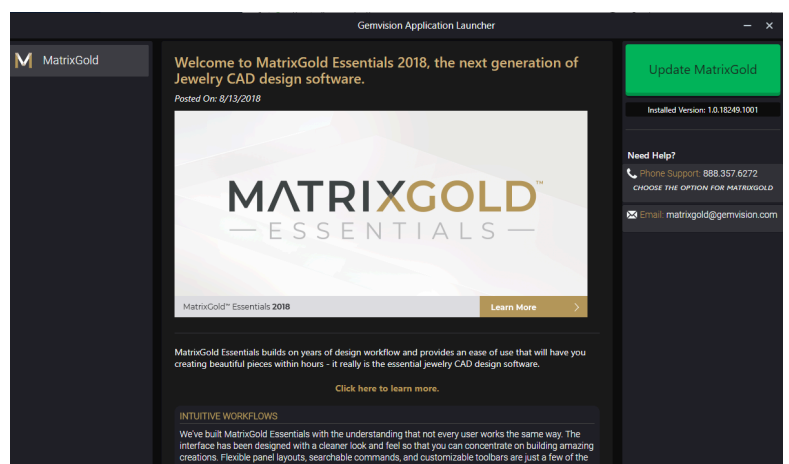 Gemvision Application Launcher
MatrixGold
Welcome to MatrixGold Essentials 2018, the next generation of
Jewelry CAD design software.
Posted On: 8/13/2018
MATRIXGOLD™
ESSENTIALS
MatrixGold™ Essentials 2018
Learn More
MatrixGold Essentials builds on years of design workflow and provides an ease of use that will have you
creating beautiful pieces within hours - it really is the essential jewelry CAD design software.
Click here to learn more.
INTUITIVE WORKFLOWS
We've built MatrixGold Essentials with the understanding that not every user works the same way. The
interface has been designed with a cleaner look and feel so that you can concentrate on building amazing
creations. Flexible panel layouts, searchable commands, and customizable toolbars are just a few of the
Update MatrixGold
Installed Version: 1.0.18249.1001
Need Help?
Phone Support: 888.357.6272
CHOOSE THE OPTION FOR MATRIXGOLD
Email: matrixgold@gemvision.com